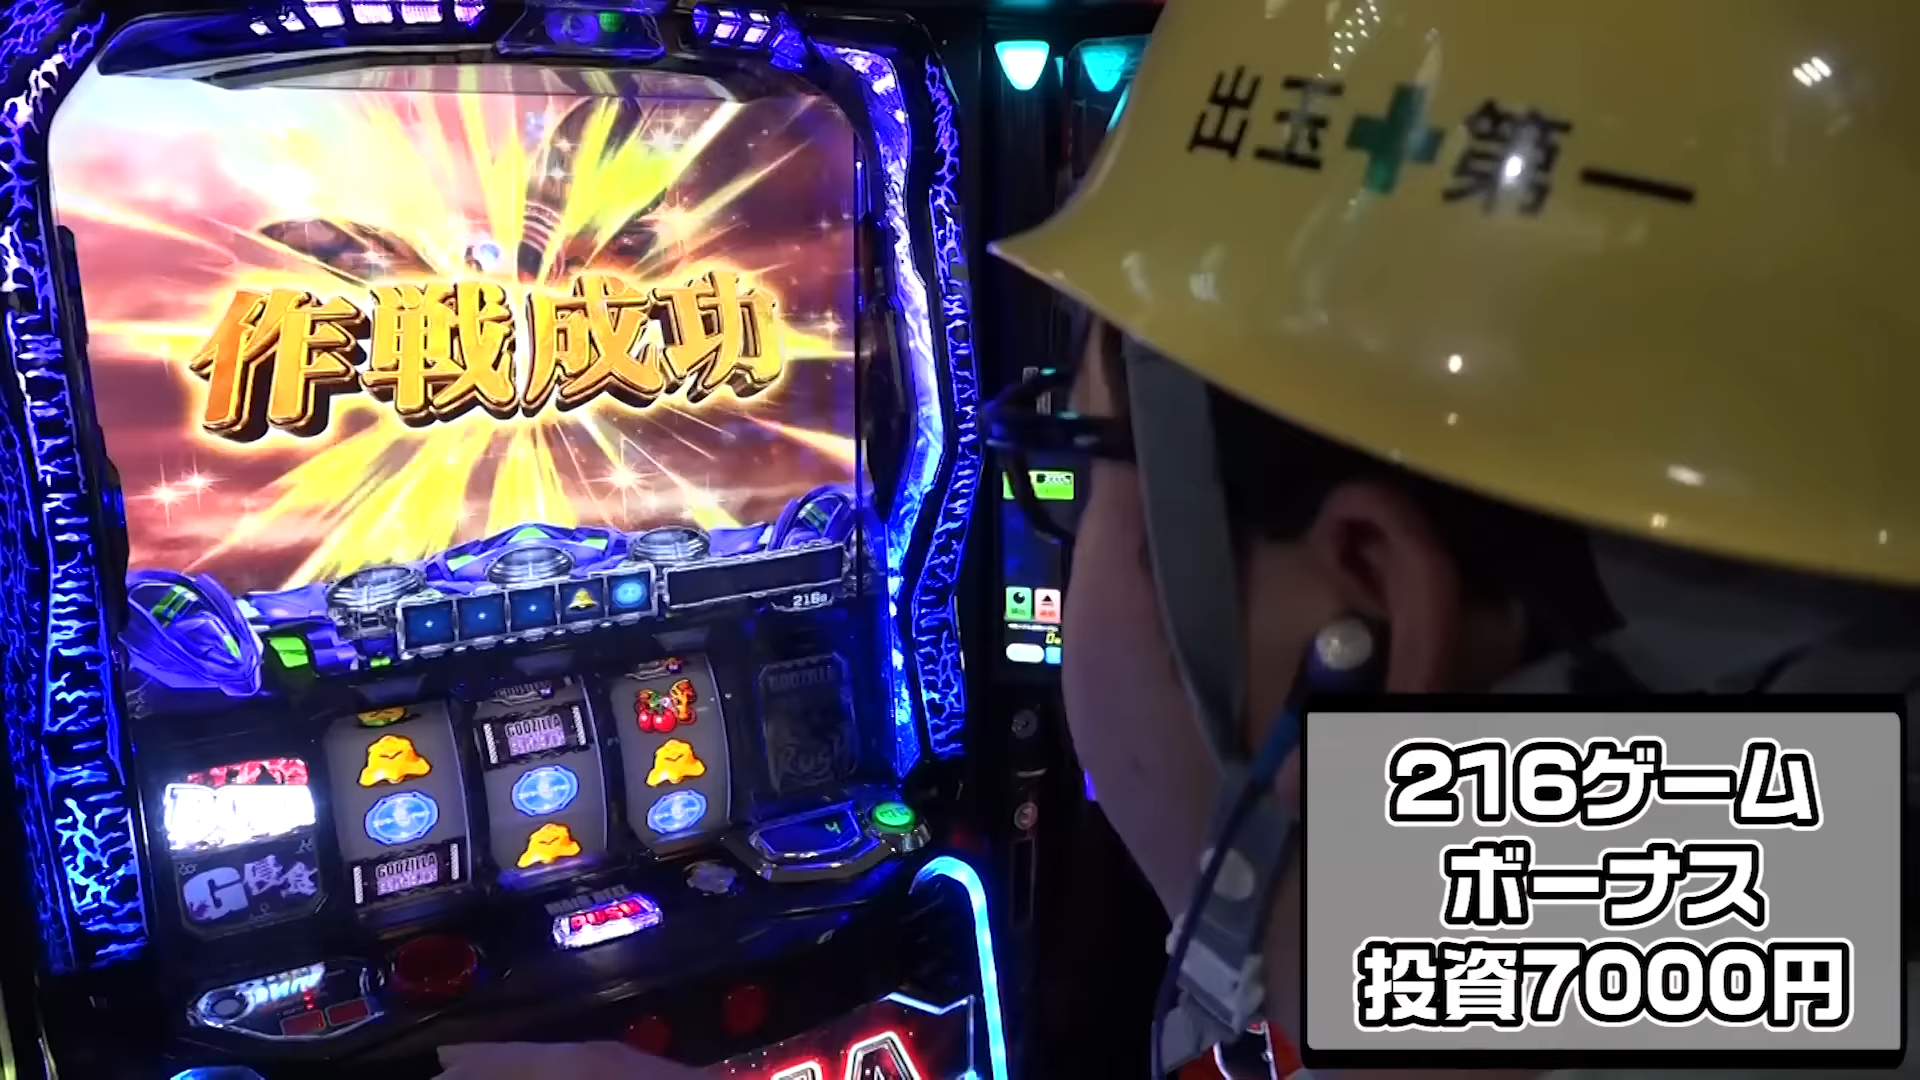 出玉✚第一
作戦成功
216G
GODZILLA
GODZILLA
G侵食
RUSH
216ゲーム
ボーナス
投資7000円